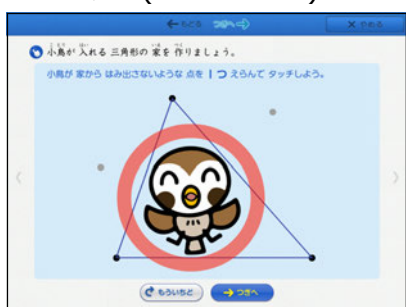 ← もどる つぎへ →
× やめる
小鳥が 入れる 三角形の 家を 作りましょう。
小鳥が 家から はみ出さないような 点を 1つ えらんで タッチしよう。
もういちど
→ つぎへ